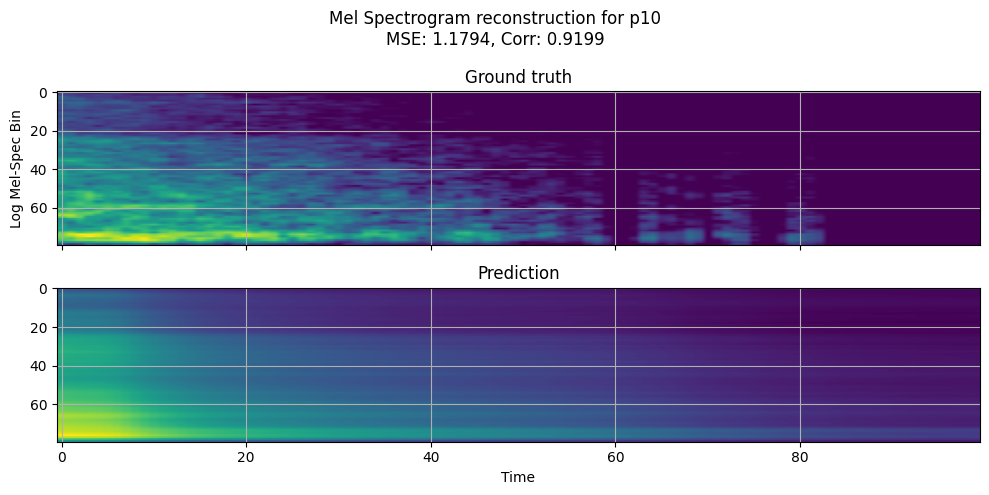 Mel Spectrogram reconstruction for p10
MSE: 1.1794, Corr: 0.9199
Ground truth
Log Mel-Spec Bin
0
20
40
60
Prediction
0
20
40
60
0 20 40 60 80
Time